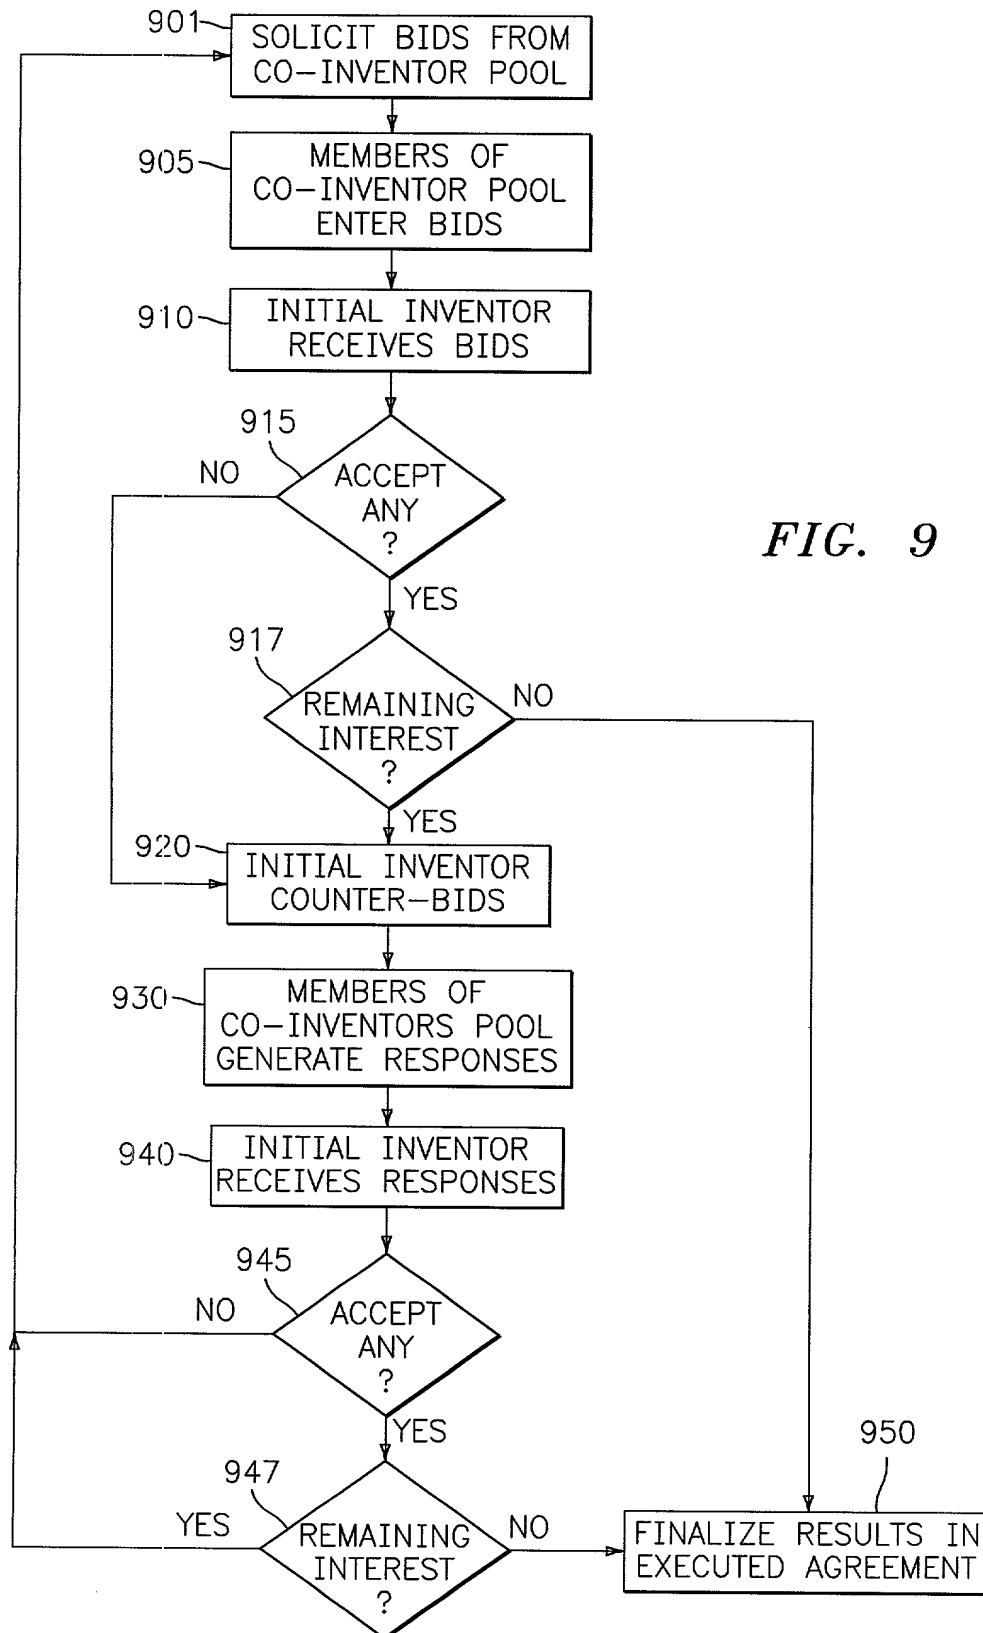 901
SOLICIT BIDS FROM
CO-INVENTOR POOL
905
MEMBERS OF
CO-INVENTOR POOL
ENTER BIDS
910
INITIAL INVENTOR
RECEIVES BIDS
915
NO
ACCEPT
ANY
?
FIG. 9
YES
917
REMAINING
INTEREST
?
NO
YES
920
INITIAL INVENTOR
COUNTER-BIDS
930
MEMBERS OF
CO-INVENTORS POOL
GENERATE RESPONSES
940
INITIAL INVENTOR
RECEIVES RESPONSES
945
NO
ACCEPT
ANY
?
YES
947
YES
REMAINING
INTEREST
?
NO
950
FINALIZE RESULTS IN
EXECUTED AGREEMENT